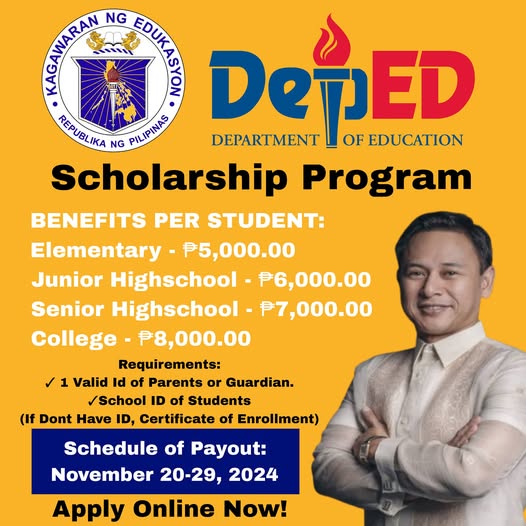 KAGAWARAN NG EDUKASYON
REPUBLIKA NG PILIPINAS
DepED
DEPARTMENT OF EDUCATION
Scholarship Program
BENEFITS PER STUDENT:
Elementary - ₱5,000.00
Junior Highschool - ₱6,000.00
Senior Highschool - ₱7,000.00
College - ₱8,000.00
Requirements:
✓ 1 Valid Id of Parents or Guardian.
✓School ID of Students
(If Dont Have ID, Certificate of Enrollment)
Schedule of Payout:
November 20-29, 2024
Apply Online Now!